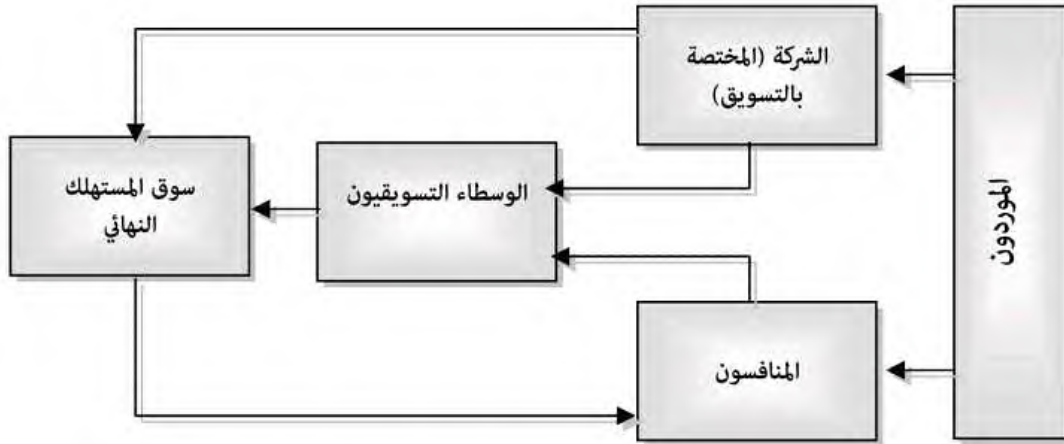 الموردون
الشركة (المختصة
بالتسويق)
الوسطاء التسويقيون
سوق المستهلك
النهائي
المنافسون